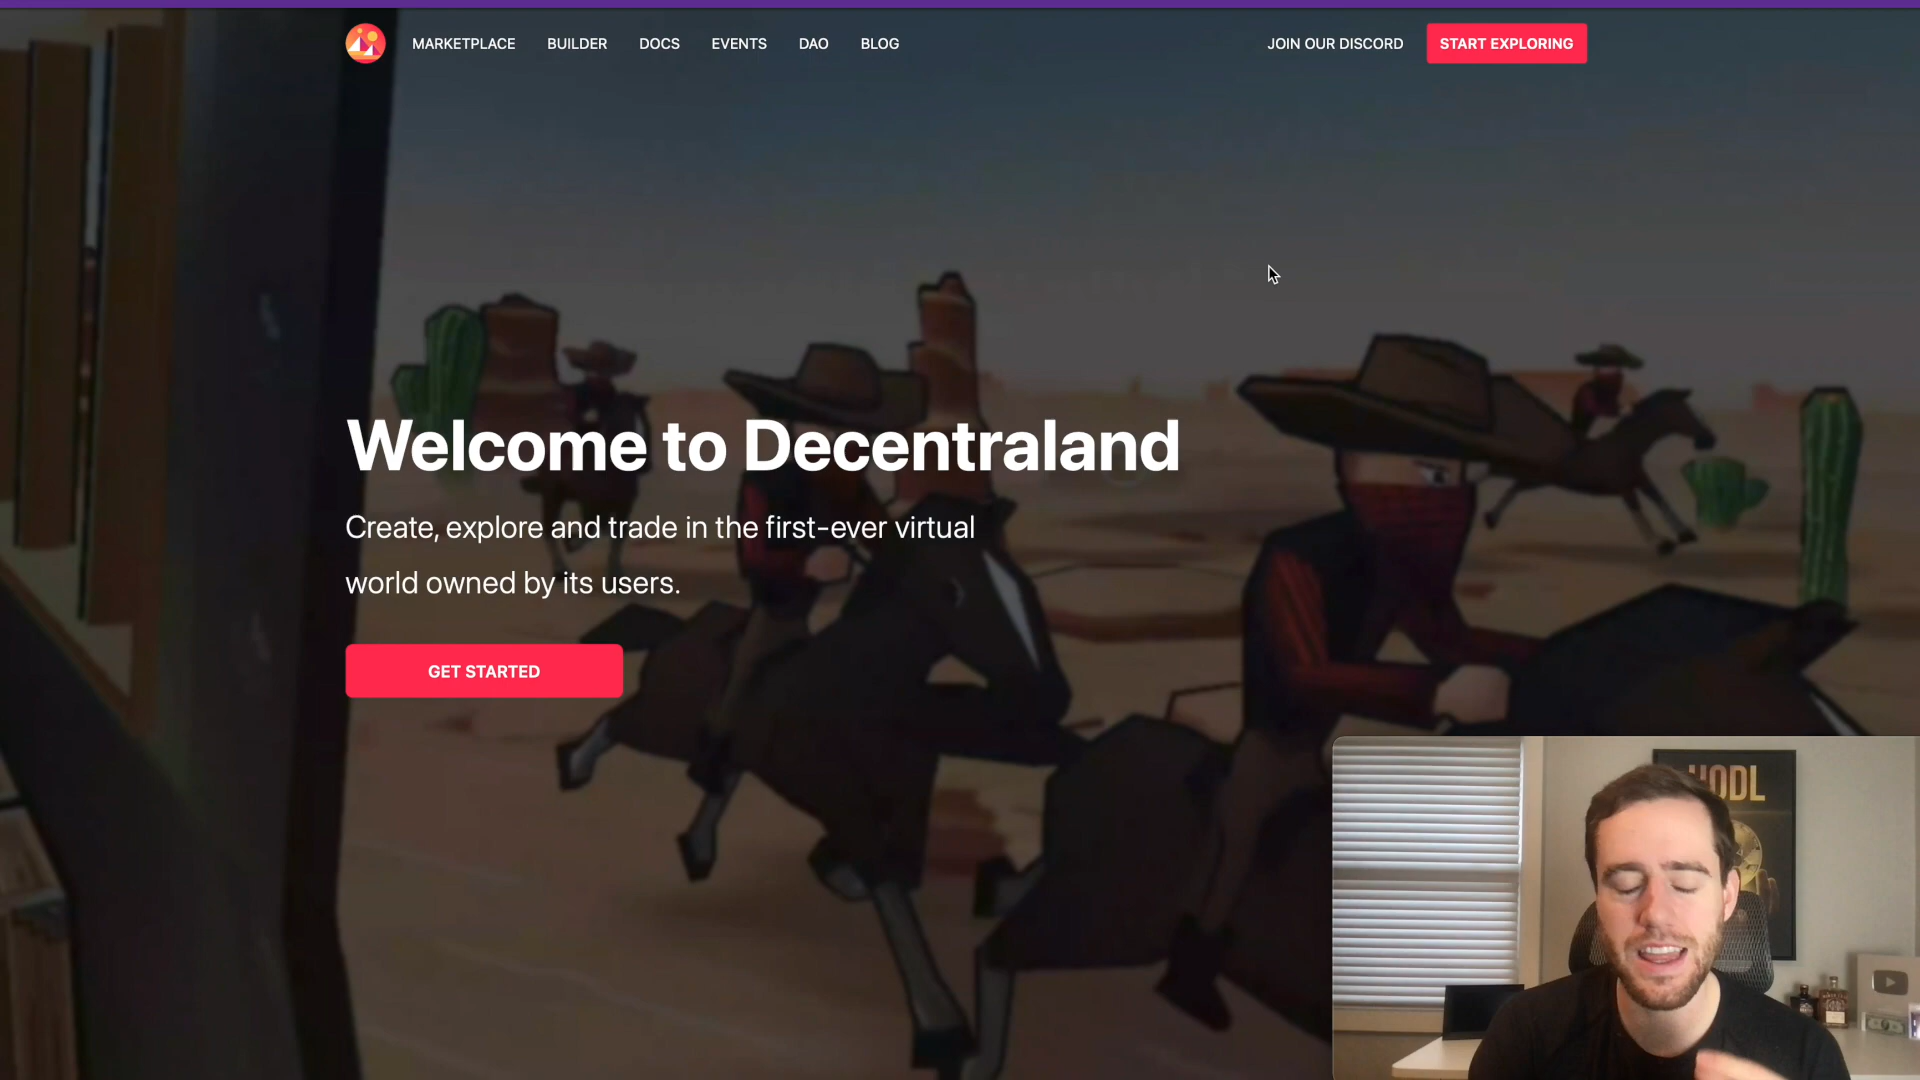 MARKETPLACE BUILDER DOCS EVENTS DAO BLOG JOIN OUR DISCORD START EXPLORING
Welcome to Decentraland
Create, explore and trade in the first-ever virtual
world owned by its users.
GET STARTED
HODL